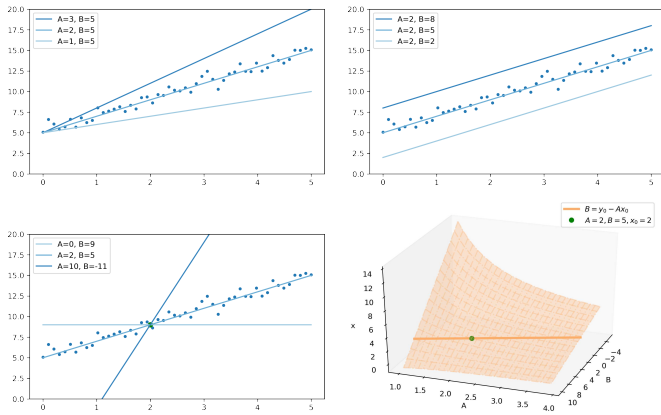 20.0
17.5
15.0
12.5
10.0
7.5
5.0
2.5
0.0
0 1 2 3 4 5
A=3, B=5
A=2, B=5
A=1, B=5
20.0
17.5
15.0
12.5
10.0
7.5
5.0
2.5
0.0
0 1 2 3 4 5
A=2, B=8
A=2, B=5
A=2, B=2
20.0
17.5
15.0
12.5
10.0
7.5
5.0
2.5
0.0
0 1 2 3 4 5
A=0, B=9
A=2, B=5
A=10, B=-11
B = y₀ − Ax₀
A = 2, B = 5, x₀ = 2
14
12
10
8
6
4
2
0
x
1.0 1.5 2.0 2.5 3.0 3.5 4.0
A
−4
−2
0
2
4
6
8
10
B